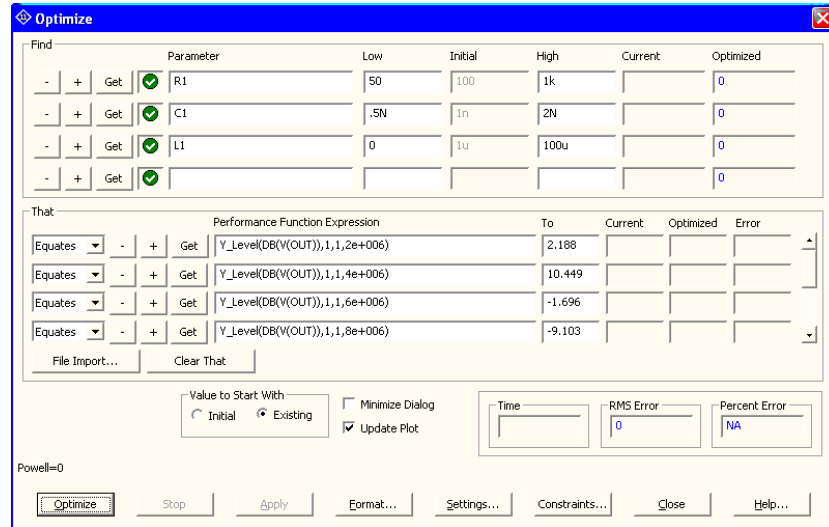 Optimize
Find
Parameter Low Initial High Current Optimized
- + Get R1 50 100 1k 0
- + Get C1 .5N 1n 2N 0
- + Get L1 0 1u 100u 0
- + Get 0
That
Performance Function Expression To Current Optimized Error
Equates - + Get Y_Level(DB(V(OUT)),1,1,2e+006) 2.188
Equates - + Get Y_Level(DB(V(OUT)),1,1,4e+006) 10.449
Equates - + Get Y_Level(DB(V(OUT)),1,1,6e+006) -1.696
Equates - + Get Y_Level(DB(V(OUT)),1,1,8e+006) -9.103
File Import... Clear That
Value to Start With
Initial Existing
Minimize Dialog
Update Plot
Time RMS Error Percent Error
0 NA
Powell=0
Optimize Stop Apply Format... Settings... Constraints... Close Help...